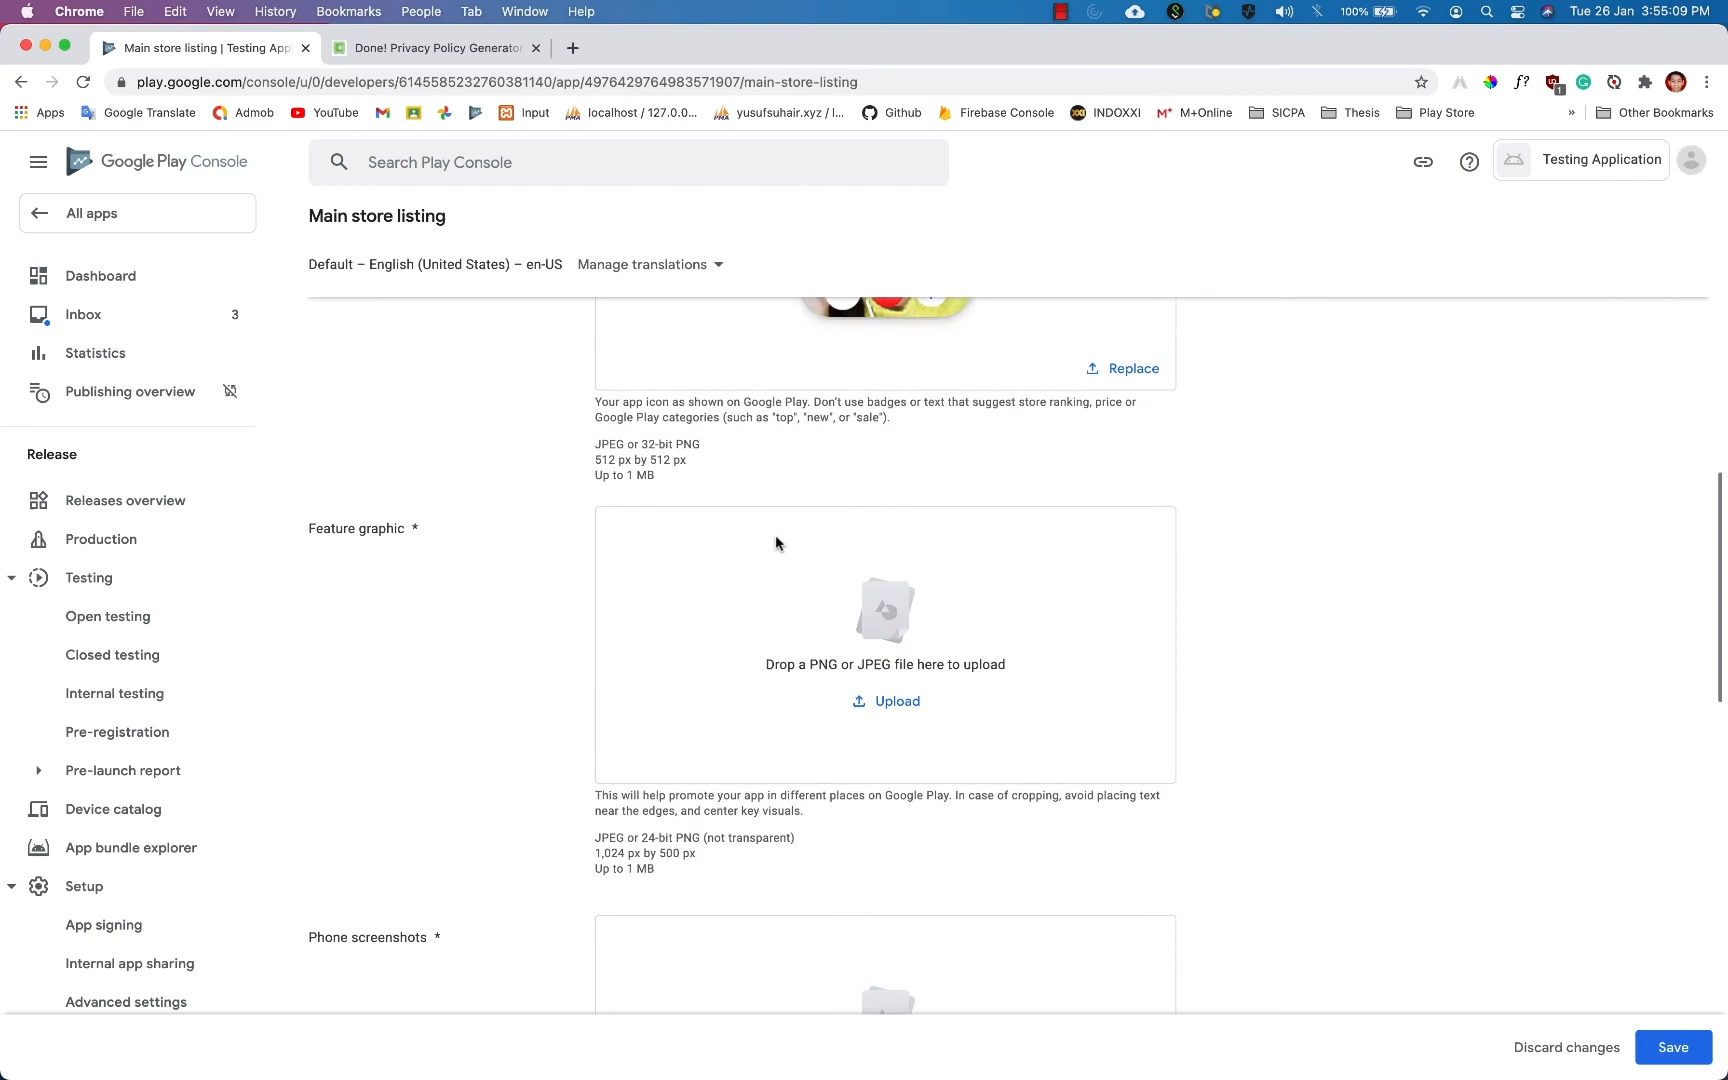 Chrome File Edit View History Bookmarks People Tab Window Help 100% Tue 26 Jan 3:55:09 PM
Main store listing | Testing App Done! Privacy Policy Generator
play.google.com/console/u/0/developers/6145585232760381140/app/4976429764983571907/main-store-listing
Apps Google Translate Admob YouTube Input localhost / 127.0.0... yusufsuhair.xyz / l... Github Firebase Console INDOXXI M+Online SICPA Thesis Play Store » Other Bookmarks
Google Play Console
Search Play Console
Testing Application
All apps
Main store listing
Default – English (United States) – en-US Manage translations
Dashboard
Inbox 3
Statistics
Publishing overview
Release
Releases overview
Production
Testing
Open testing
Closed testing
Internal testing
Pre-registration
Pre-launch report
Device catalog
App bundle explorer
Setup
App signing
Internal app sharing
Advanced settings
Replace
Your app icon as shown on Google Play. Don't use badges or text that suggest store ranking, price or
Google Play categories (such as "top", "new", or "sale").
JPEG or 32-bit PNG
512 px by 512 px
Up to 1 MB
Feature graphic *
Drop a PNG or JPEG file here to upload
Upload
This will help promote your app in different places on Google Play. In case of cropping, avoid placing text
near the edges, and center key visuals.
JPEG or 24-bit PNG (not transparent)
1,024 px by 500 px
Up to 1 MB
Phone screenshots *
Discard changes
Save